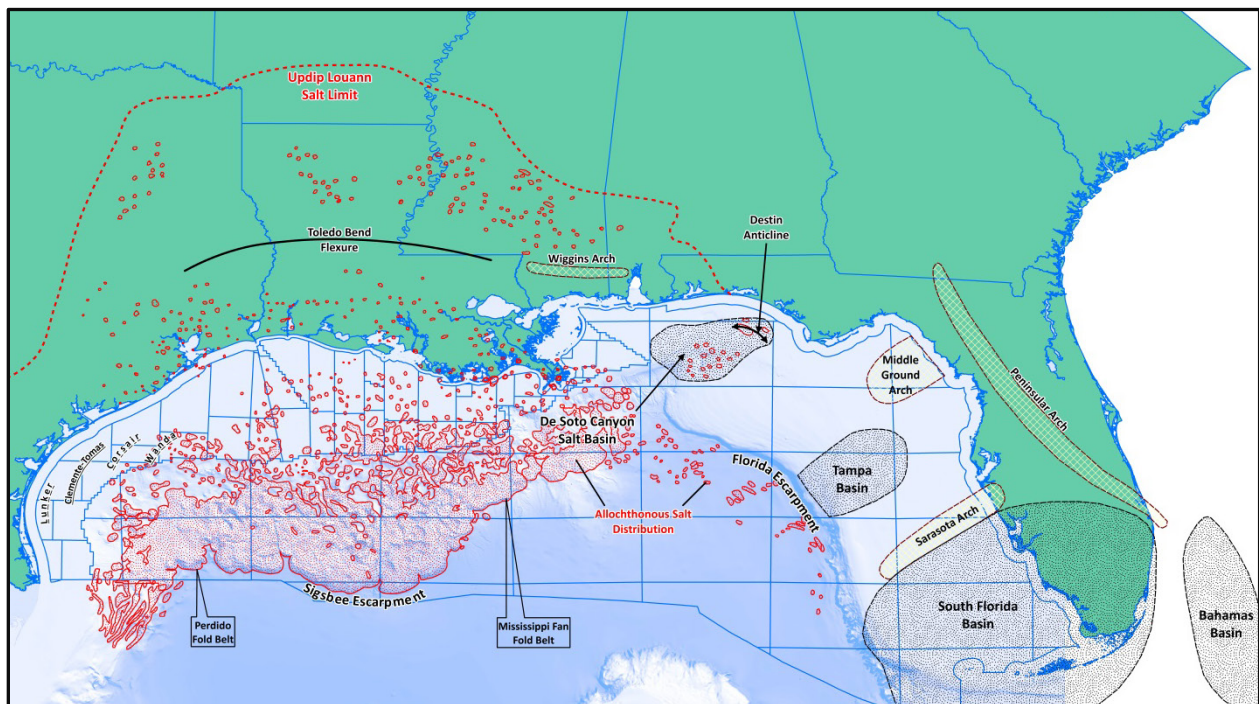 Updip Louann
Salt Limit
Toledo Bend
Flexure
Wiggins Arch
Destin
Anticline
Middle
Ground
Arch
Peninsular Arch
De Soto Canyon
Salt Basin
Lunker
Clemente-Tomas
Corsair
Wanda
Florida Escarpment
Tampa
Basin
Allochthonous Salt
Distribution
Sarasota Arch
Sigsbee Escarpment
Perdido
Fold Belt
Mississippi Fan
Fold Belt
South Florida
Basin
Bahamas
Basin